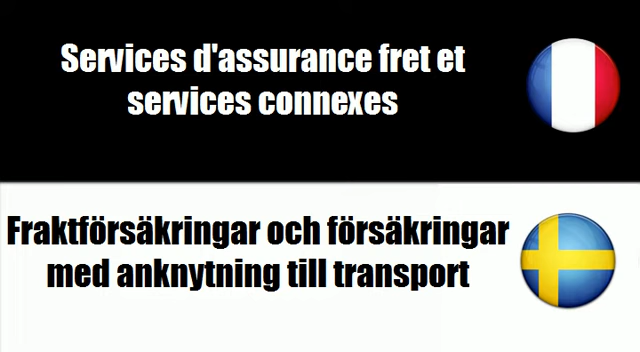 Services d'assurance fret et
services connexes
Fraktförsäkringar och försäkringar
med anknytning till transport